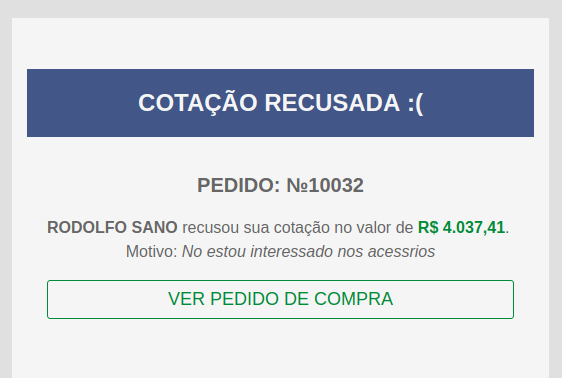 COTAÇÃO RECUSADA :(
PEDIDO: №10032
RODOLFO SANO recusou sua cotação no valor de R$ 4.037,41.
Motivo: No estou interessado nos acessrios
VER PEDIDO DE COMPRA